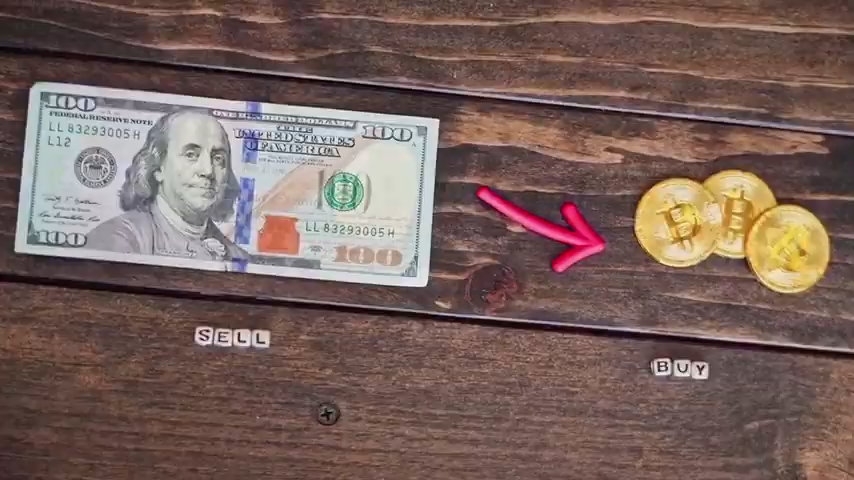 100
FEDERAL RESERVE NOTE
LL 83293005 H
L12
THE
UNITED STATES
OF AMERICA
100
LL 83293005 H
100
100
SELL
BUY